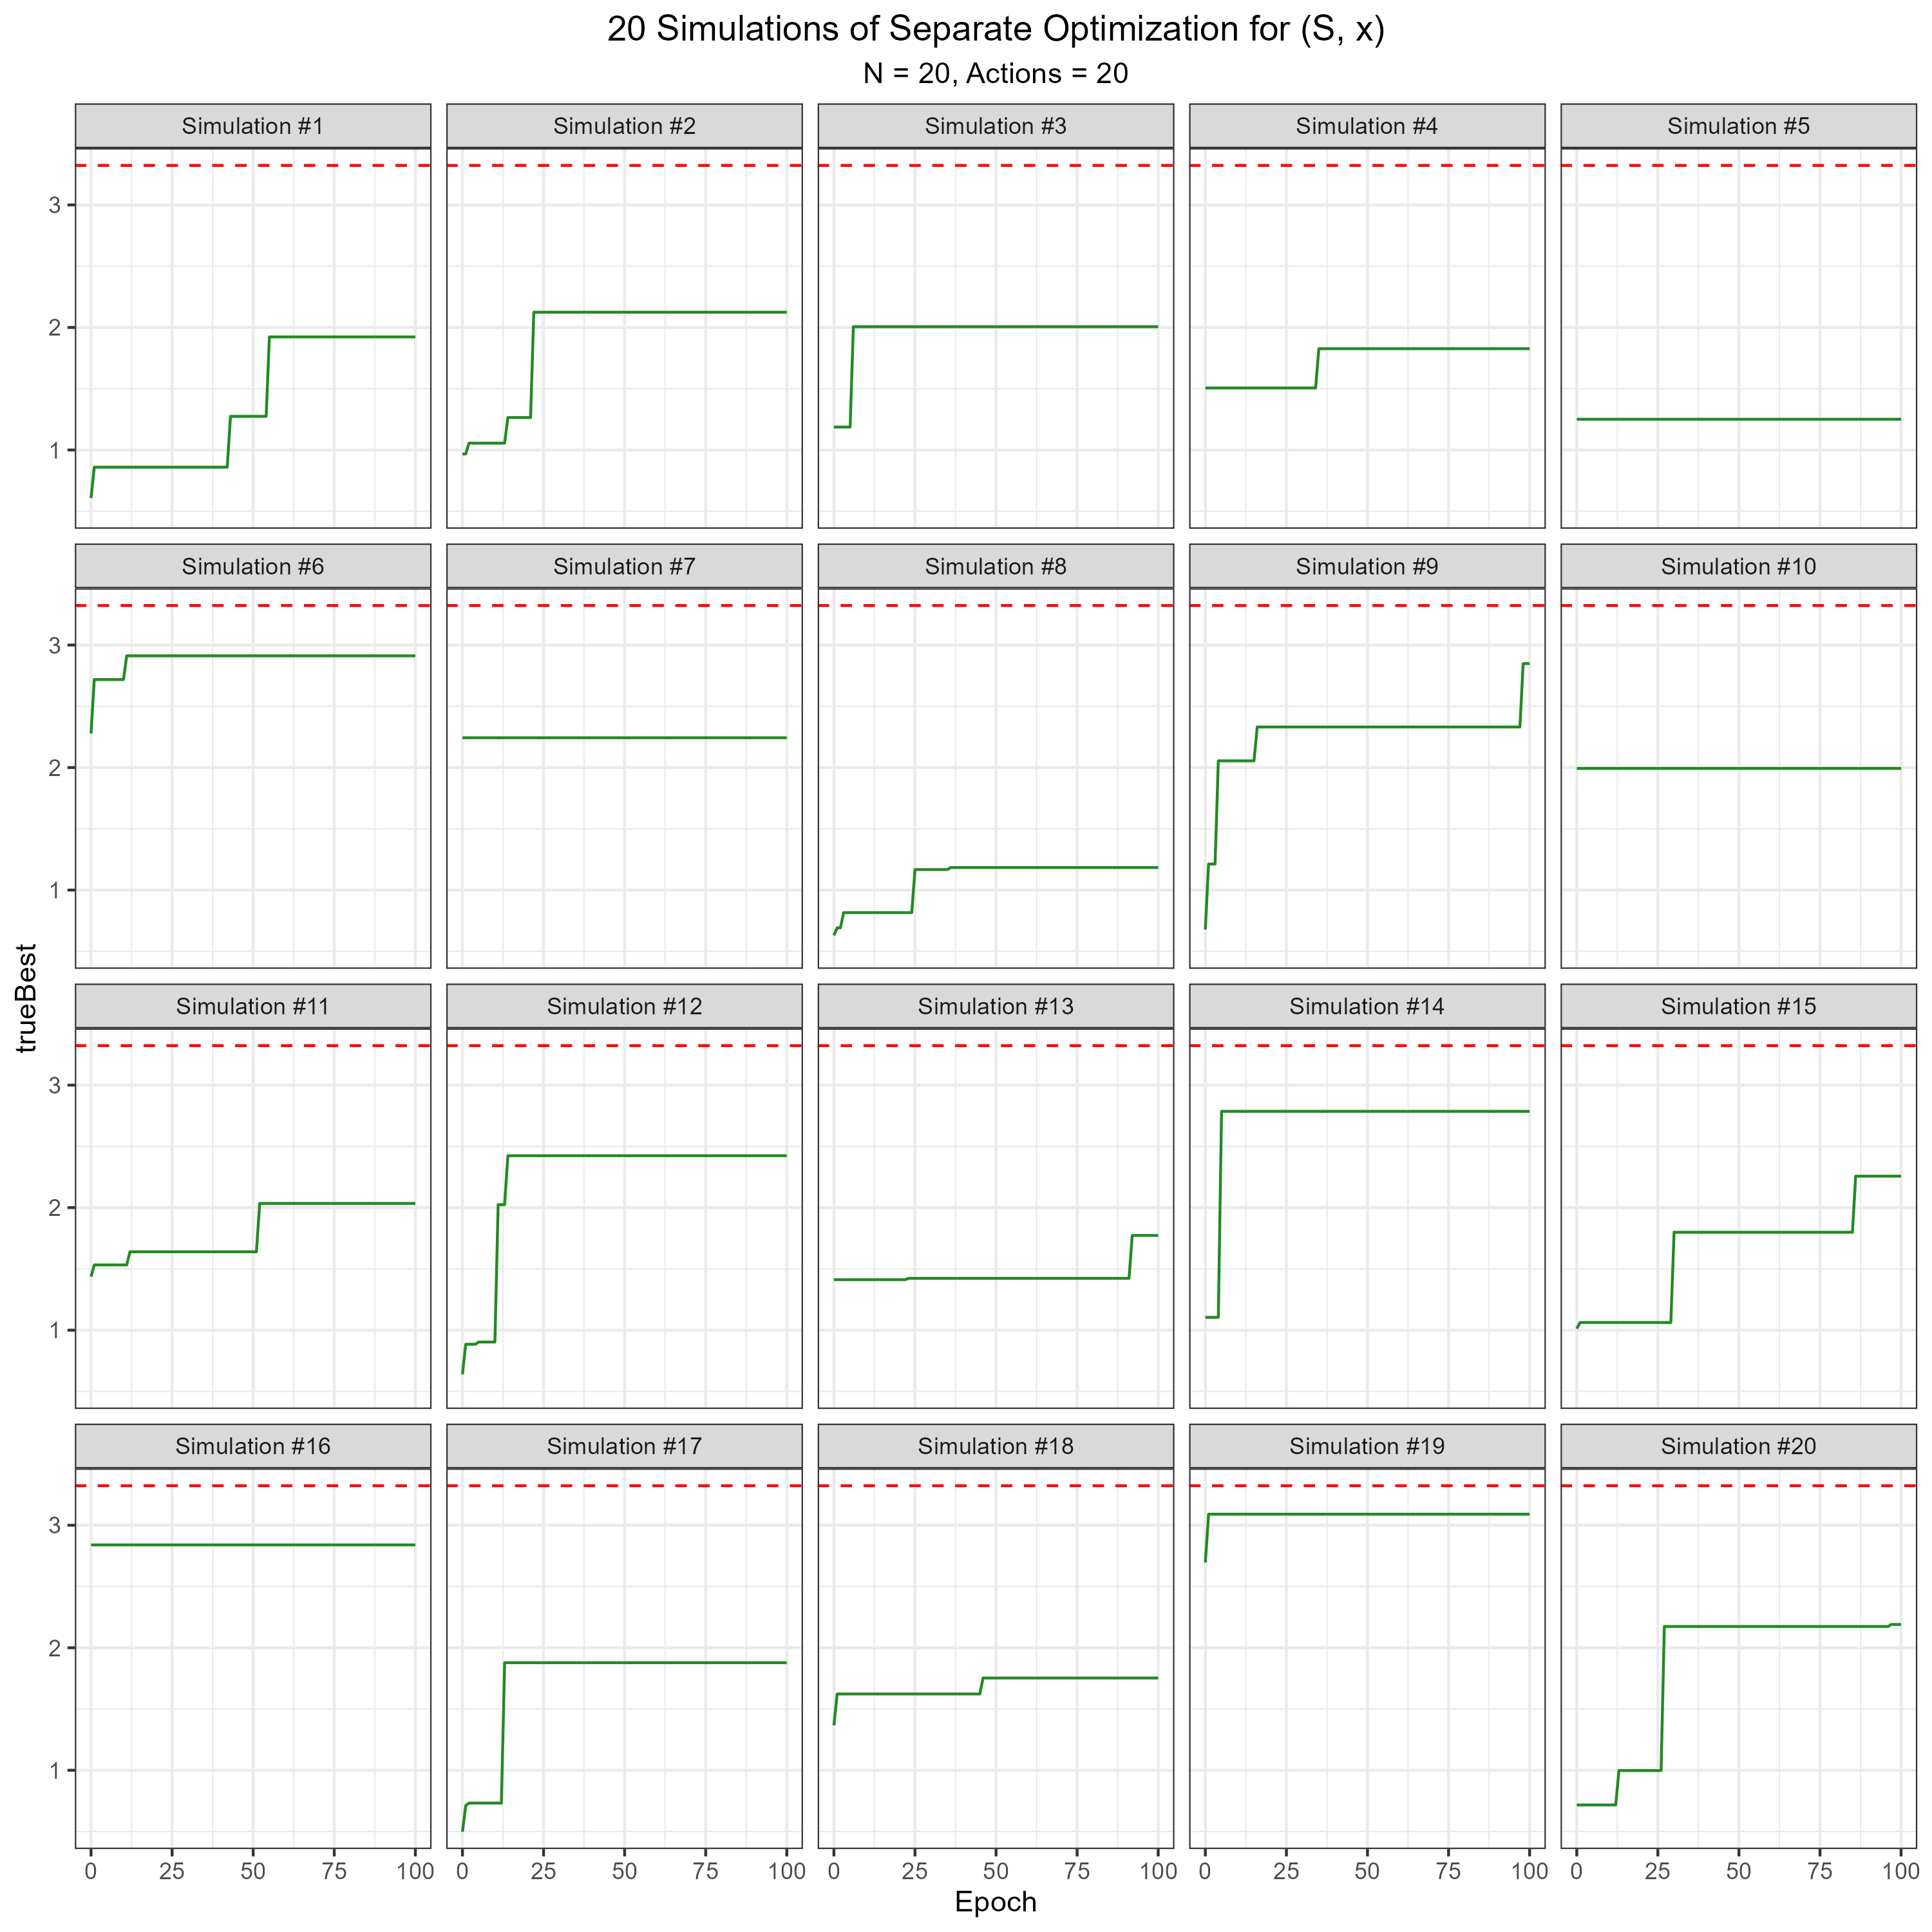 20 Simulations of Separate Optimization for (S, x)
N = 20, Actions = 20
Simulation #1
Simulation #2
Simulation #3
Simulation #4
Simulation #5
3
2
1
Simulation #6
Simulation #7
Simulation #8
Simulation #9
Simulation #10
3
2
1
trueBest
Simulation #11
Simulation #12
Simulation #13
Simulation #14
Simulation #15
3
2
1
Simulation #16
Simulation #17
Simulation #18
Simulation #19
Simulation #20
3
2
1
0 25 50 75 100
0 25 50 75 100
0 25 50 75 100
0 25 50 75 100
0 25 50 75 100
Epoch